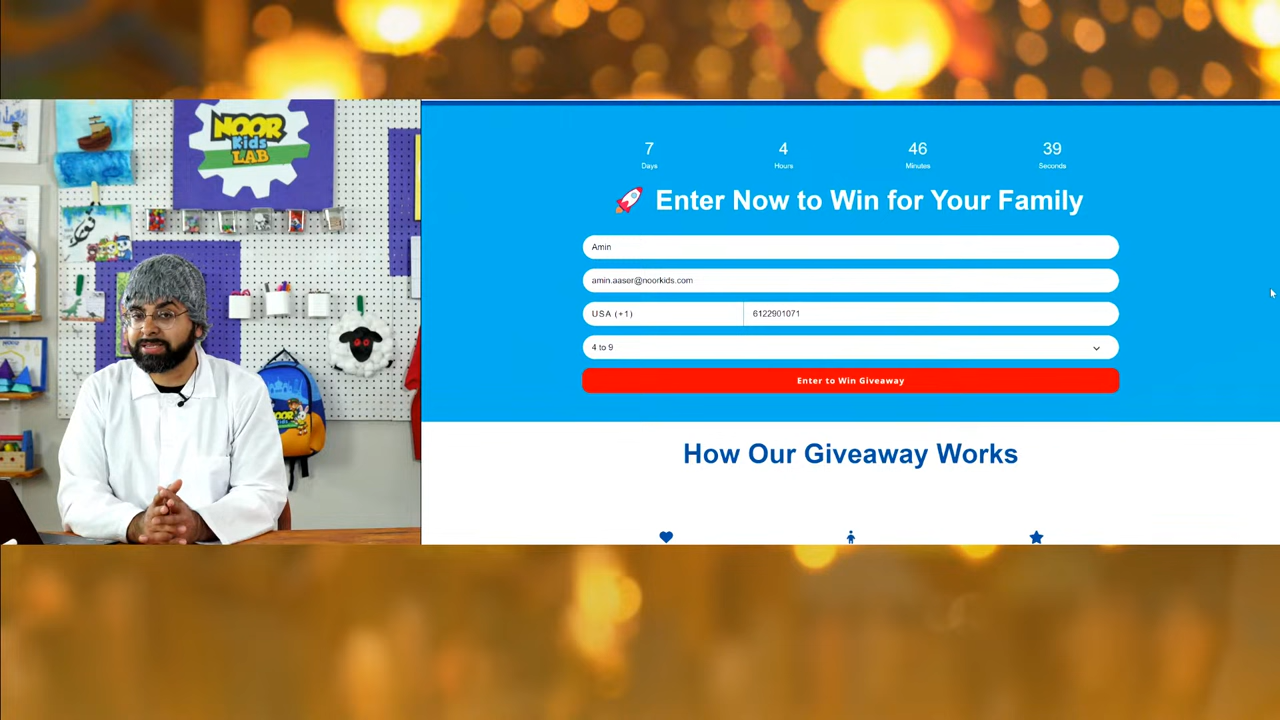 NOOR
Kids
LAB
NOOR
7
4
46
39
Days
Hours
Minutes
Seconds
🚀 Enter Now to Win for Your Family
Amin
amin.aaser@noorkids.com
USA (+1)
6122901071
4 to 9
Enter to Win Giveaway
How Our Giveaway Works